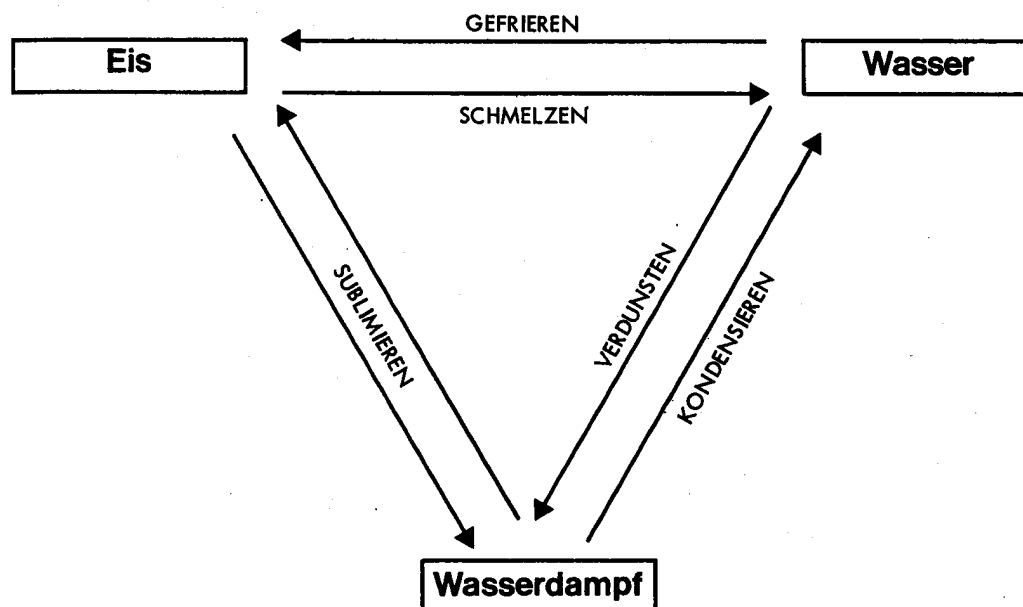 GEFRIEREN
Eis
Wasser
SCHMELZEN
SUBLIMIEREN
VERDUNSTEN
KONDENSIEREN
Wasserdampf